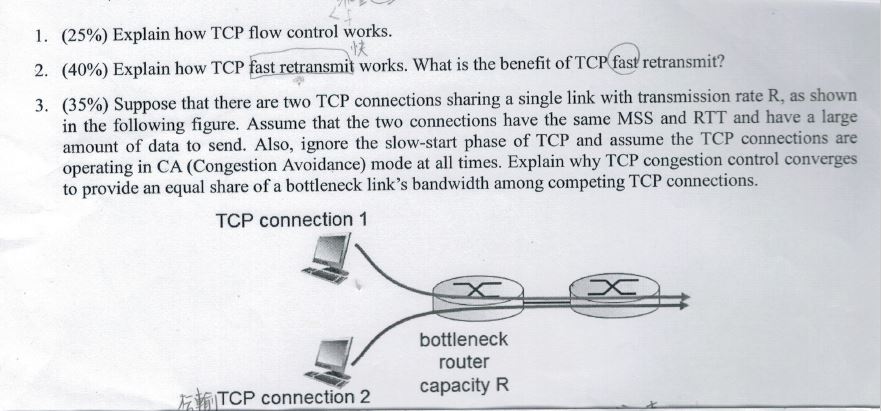 1. (25%) Explain how TCP flow control works.
快
2. (40%) Explain how TCP fast retransmit works. What is the benefit of TCP fast retransmit?
3. (35%) Suppose that there are two TCP connections sharing a single link with transmission rate R, as shown
in the following figure. Assume that the two connections have the same MSS and RTT and have a large
amount of data to send. Also, ignore the slow-start phase of TCP and assume the TCP connections are
operating in CA (Congestion Avoidance) mode at all times. Explain why TCP congestion control converges
to provide an equal share of a bottleneck link's bandwidth among competing TCP connections.
TCP connection 1
bottleneck
router
capacity R
TCP connection 2